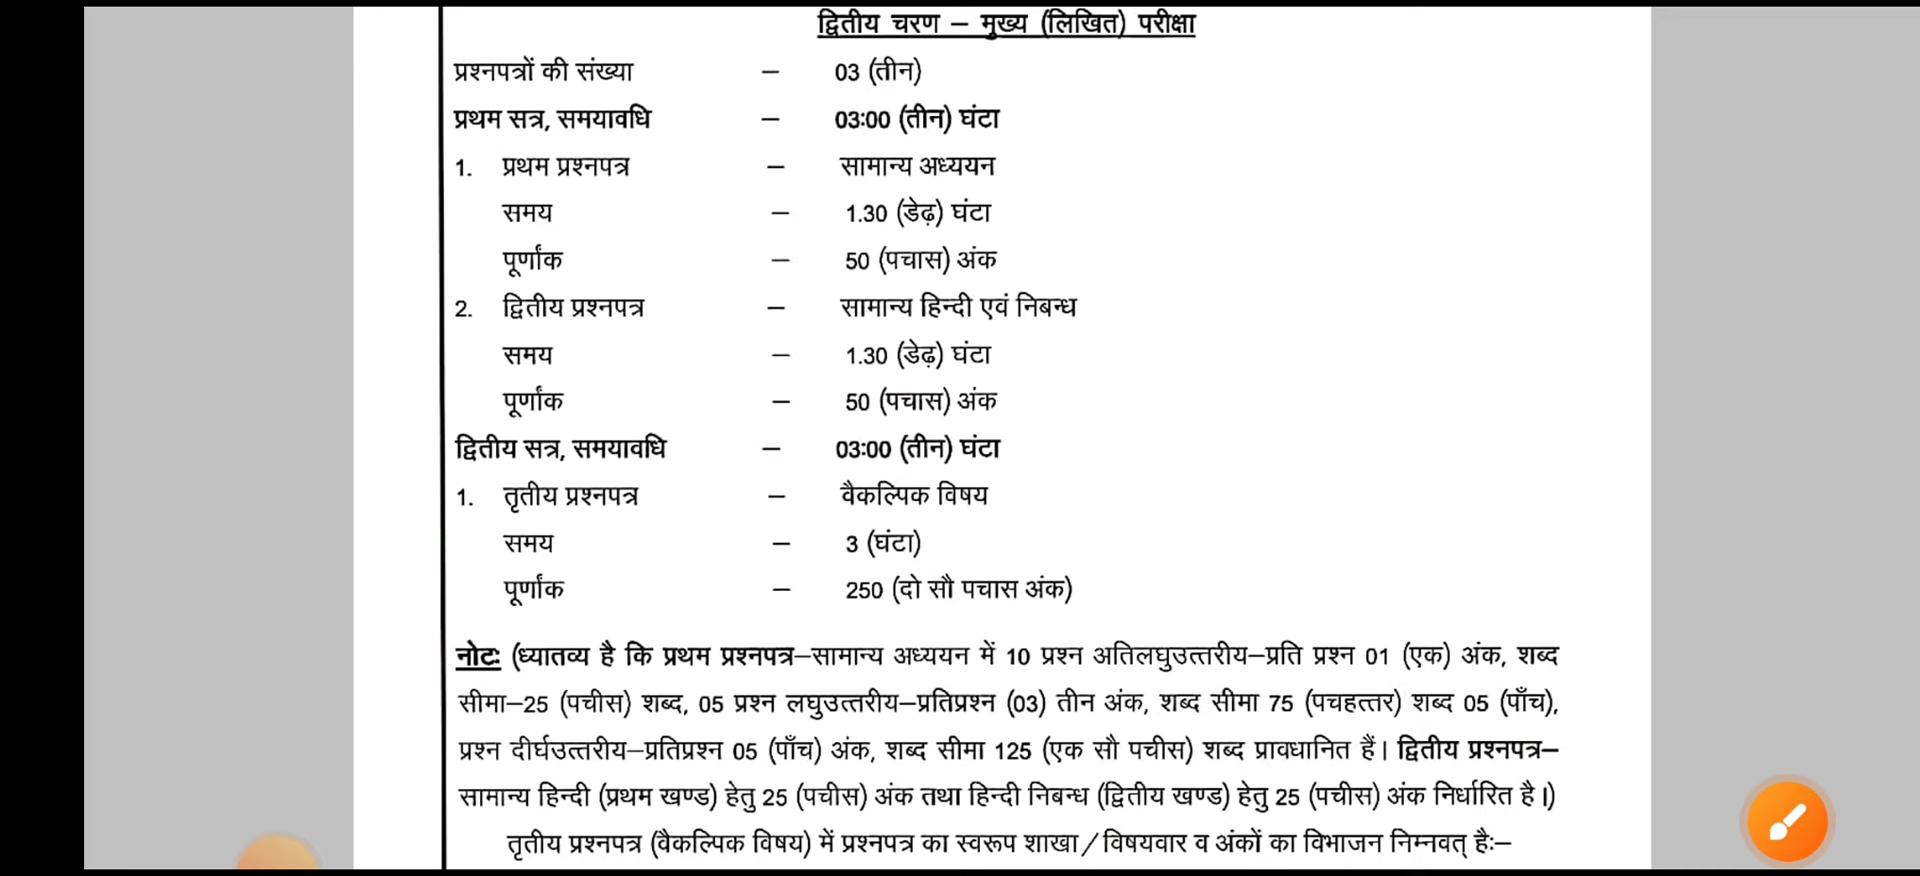 द्वितीय चरण – मुख्य (लिखित) परीक्षा
प्रश्नपत्रों की संख्या – 03 (तीन)
प्रथम सत्र, समयावधि – 03:00 (तीन) घंटा
1. प्रथम प्रश्नपत्र – सामान्य अध्ययन
समय – 1.30 (डेढ़) घंटा
पूर्णांक – 50 (पचास) अंक
2. द्वितीय प्रश्नपत्र – सामान्य हिन्दी एवं निबन्ध
समय – 1.30 (डेढ़) घंटा
पूर्णांक – 50 (पचास) अंक
द्वितीय सत्र, समयावधि – 03:00 (तीन) घंटा
1. तृतीय प्रश्नपत्र – वैकल्पिक विषय
समय – 3 (घंटा)
पूर्णांक – 250 (दो सौ पचास अंक)
नोटः (ध्यातव्य है कि प्रथम प्रश्नपत्र–सामान्य अध्ययन में 10 प्रश्न अतिलघुउत्तरीय–प्रति प्रश्न 01 (एक) अंक, शब्द
सीमा–25 (पचीस) शब्द, 05 प्रश्न लघुउत्तरीय–प्रतिप्रश्न (03) तीन अंक, शब्द सीमा 75 (पचहत्तर) शब्द 05 (पाँच),
प्रश्न दीर्घउत्तरीय–प्रतिप्रश्न 05 (पाँच) अंक, शब्द सीमा 125 (एक सौ पचीस) शब्द प्रावधानित हैं। द्वितीय प्रश्नपत्र–
सामान्य हिन्दी (प्रथम खण्ड) हेतु 25 (पचीस) अंक तथा हिन्दी निबन्ध (द्वितीय खण्ड) हेतु 25 (पचीस) अंक निर्धारित है।)
तृतीय प्रश्नपत्र (वैकल्पिक विषय) में प्रश्नपत्र का स्वरूप शाखा/विषयवार व अंकों का विभाजन निम्नवत् हैः–